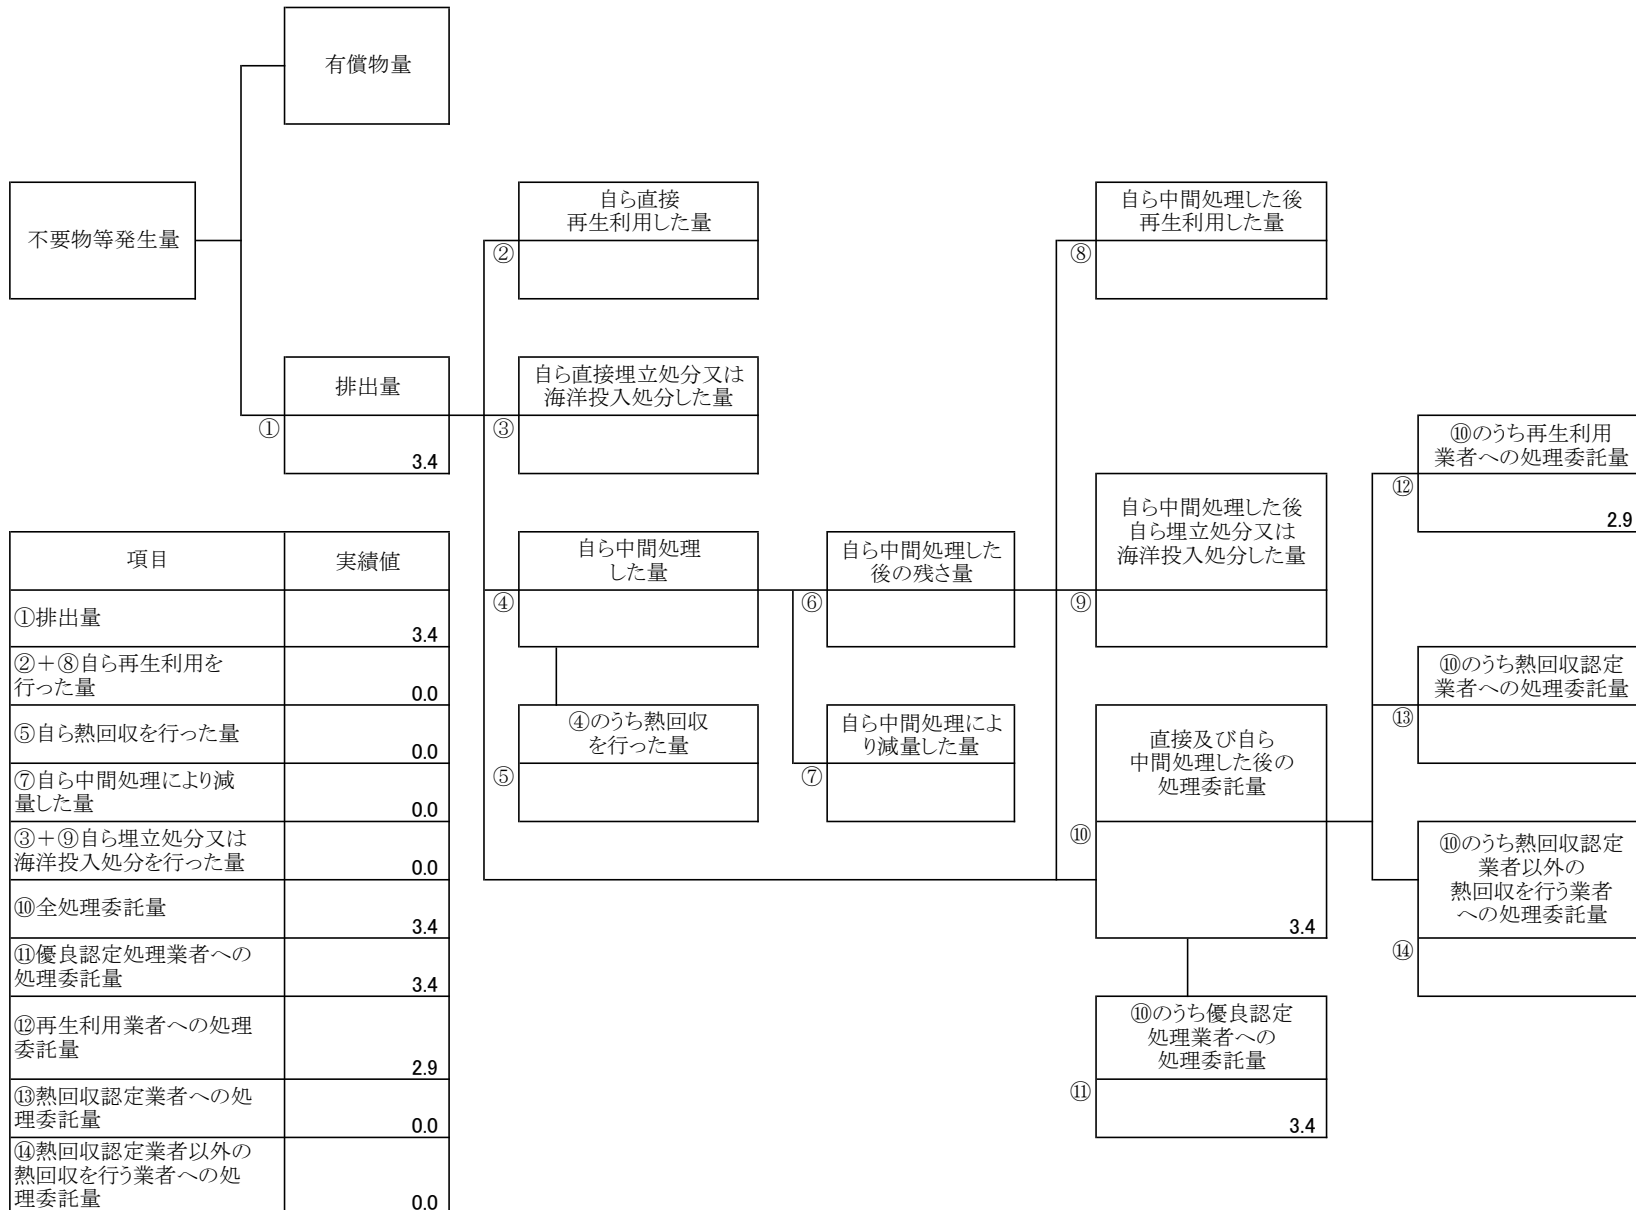 有償物量
不要物等発生量
自ら直接
再生利用した量
②
自ら中間処理した後
再生利用した量
⑧
排出量
①
3.4
自ら直接埋立処分又は
海洋投入処分した量
③
⑩のうち再生利用
業者への処理委託量
⑫
2.9
自ら中間処理
した量
④
自ら中間処理した
後の残さ量
⑥
自ら中間処理した後
自ら埋立処分又は
海洋投入処分した量
⑨
⑩のうち熱回収認定
業者への処理委託量
⑬
④のうち熱回収
を行った量
⑤
自ら中間処理によ
り減量した量
⑦
直接及び自ら
中間処理した後の
処理委託量
⑩
3.4
⑩のうち熱回収認定
業者以外の
熱回収を行う業者
への処理委託量
⑭
⑩のうち優良認定
処理業者への
処理委託量
⑪
3.4
項目 実績値
①排出量
3.4
②+⑧自ら再生利用を
行った量
0.0
⑤自ら熱回収を行った量
0.0
⑦自ら中間処理により減
量した量
0.0
③+⑨自ら埋立処分又は
海洋投入処分を行った量
0.0
⑩全処理委託量
3.4
⑪優良認定処理業者への
処理委託量
3.4
⑫再生利用業者への処理
委託量
2.9
⑬熱回収認定業者への処
理委託量
0.0
⑭熱回収認定業者以外の
熱回収を行う業者への処
理委託量
0.0